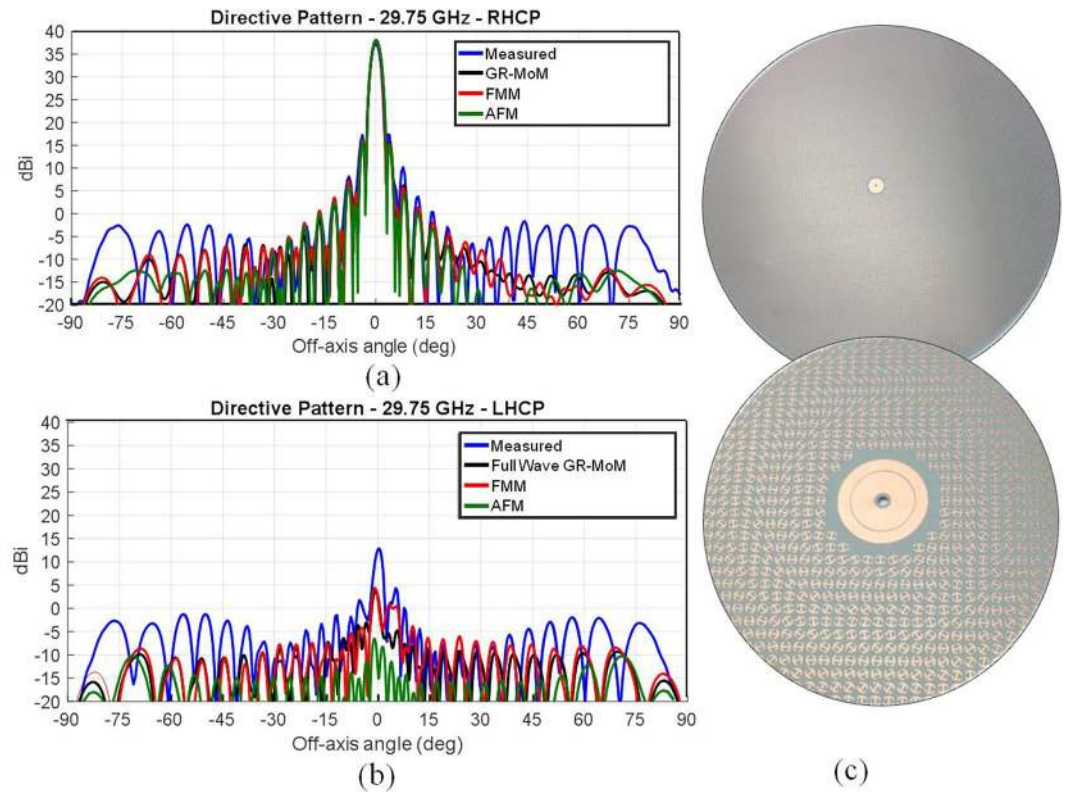 Directive Pattern - 29.75 GHz - RHCP
40
35
30
25
20
15
10
5
0
-5
-10
-15
-20
dBi
Measured
GR-MoM
FMM
AFM
-90 -75 -60 -45 -30 -15 0 15 30 45 60 75 90
Off-axis angle (deg)
(a)
Directive Pattern - 29.75 GHz - LHCP
40
35
30
25
20
15
10
5
0
-5
-10
-15
-20
dBi
Measured
Full Wave GR-MoM
FMM
AFM
-90 -75 -60 -45 -30 -15 0 15 30 45 60 75 90
Off-axis angle (deg)
(b)
(c)